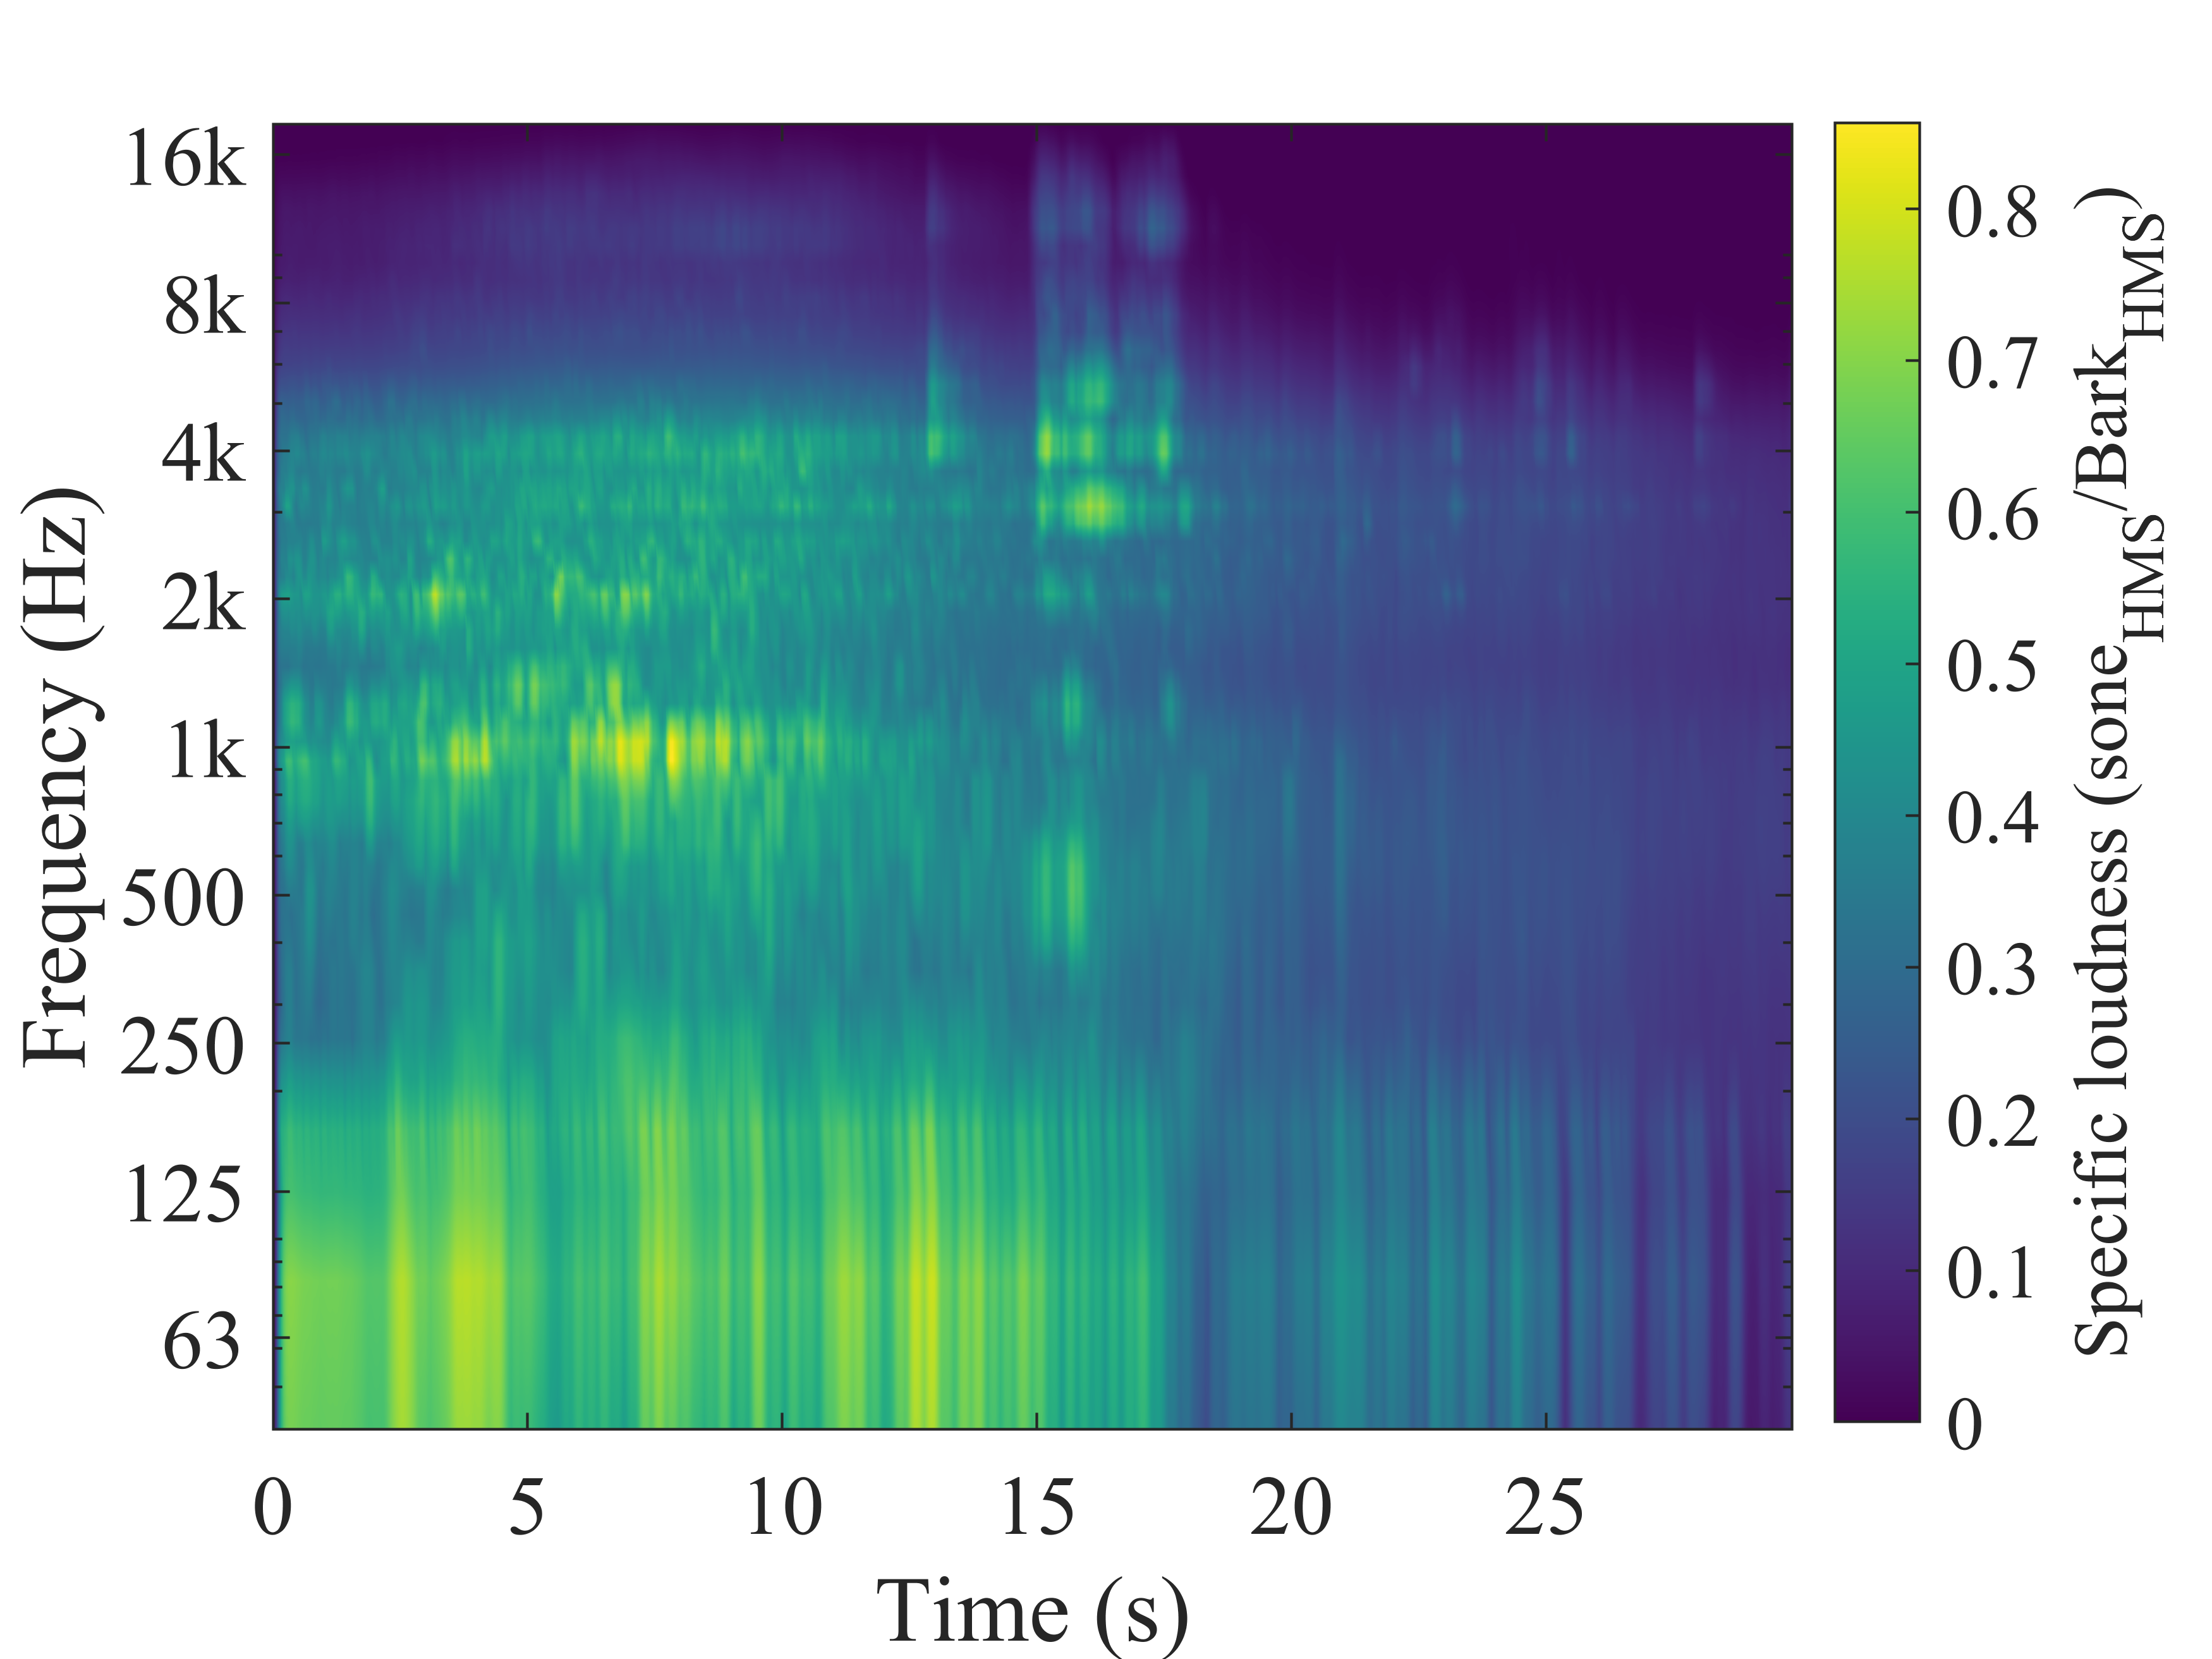 Frequency (Hz)
16k
8k
4k
2k
1k
500
250
125
63
0 5 10 15 20 25
Time (s)
0.8
0.7
0.6
0.5
0.4
0.3
0.2
0.1
0
Specific loudness (sone_HMS/Bark_HMS)